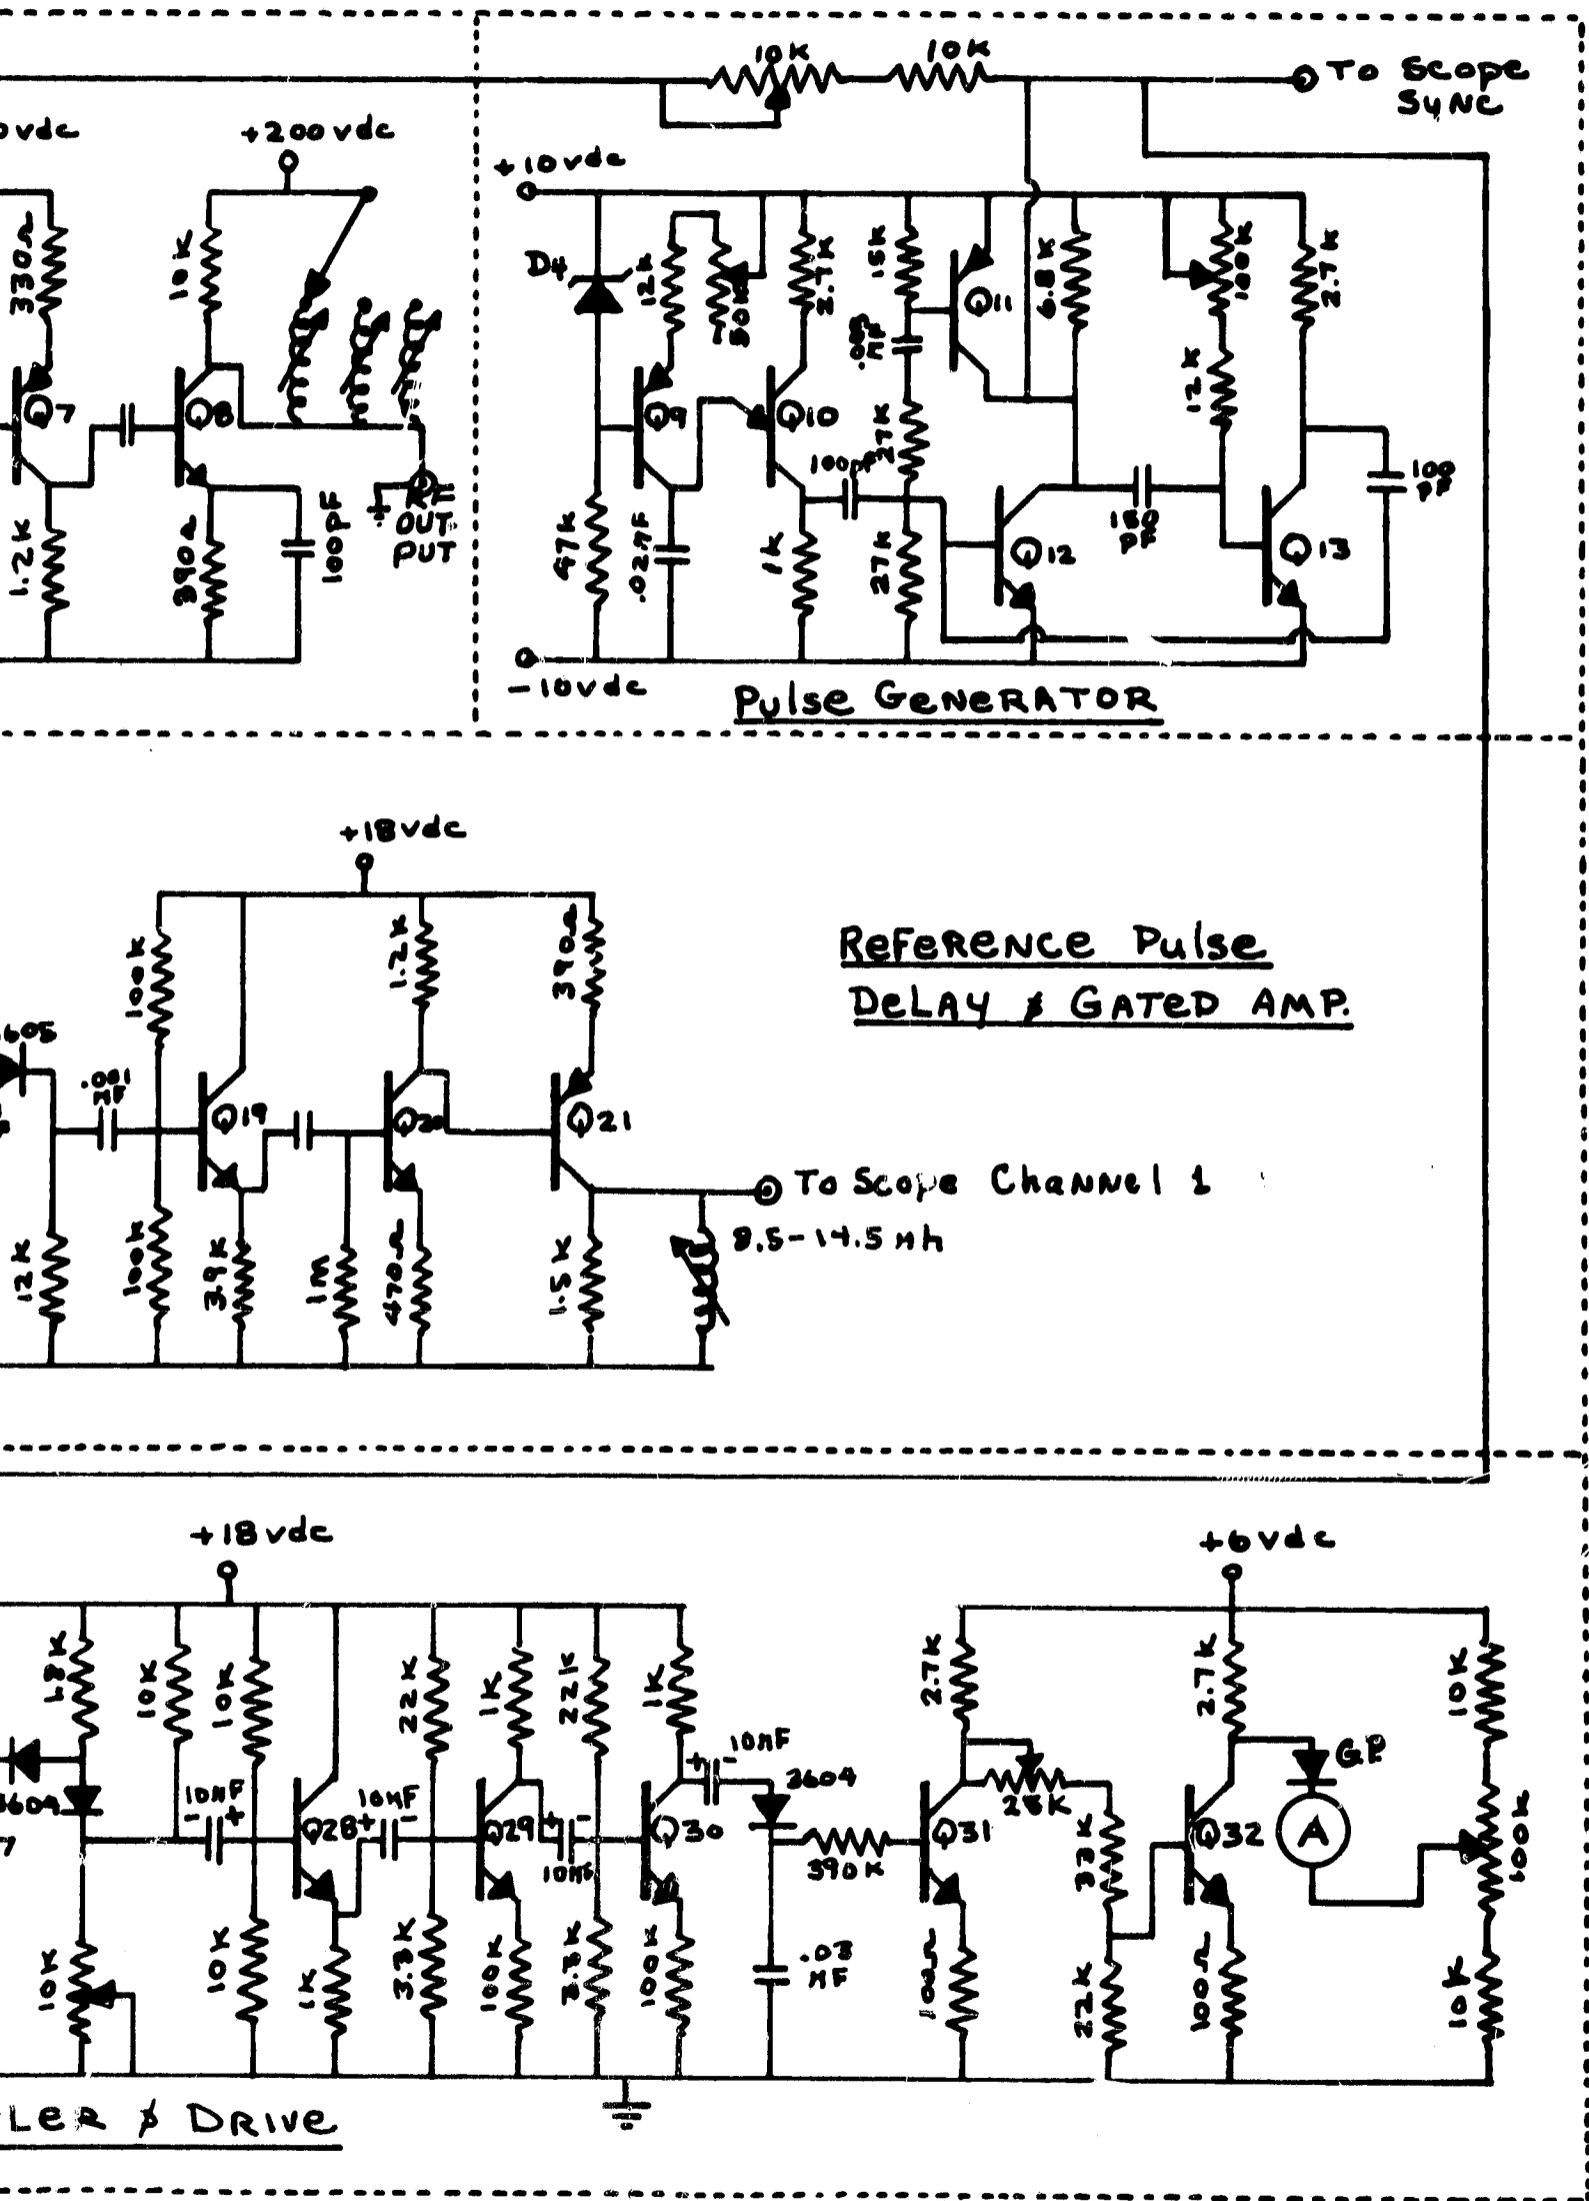 10K
10K
To Scope
SYNC
0vdc
+200vdc
+10vdc
330Ω
10K
D4
12K
50K
2.7K
15K
Q11
6.8K
100K
2.7K
12K
Q7
Q8
Q9
Q10
27K
100pF
RF
OUT
PUT
100
PF
150
PF
1.2K
390Ω
100PF
47K
.02MF
1K
27K
Q12
Q13
-10vdc
Pulse GENERATOR
+18vdc
100K
1.2K
390Ω
Reference Pulse
DELAY & GATED AMP.
.001
MF
Q19
Q20
Q21
To Scope Channel 1
8.5-14.5 Mh
12K
100K
3.9K
1M
470Ω
1.5K
+18vdc
+6vdc
10K
10K
22K
1K
22K
1K
2.7K
2.7K
10K
10MF
10MF
10MF
3604
GP
3604
- +
+ -
+ -
+ -
Q28
Q29
10MF
Q30
390K
Q31
25K
33K
Q32
A
100K
10K
10K
1K
3.3K
100K
3.3K
100K
.03
MF
100Ω
22K
100Ω
10K
LER & DRIVE